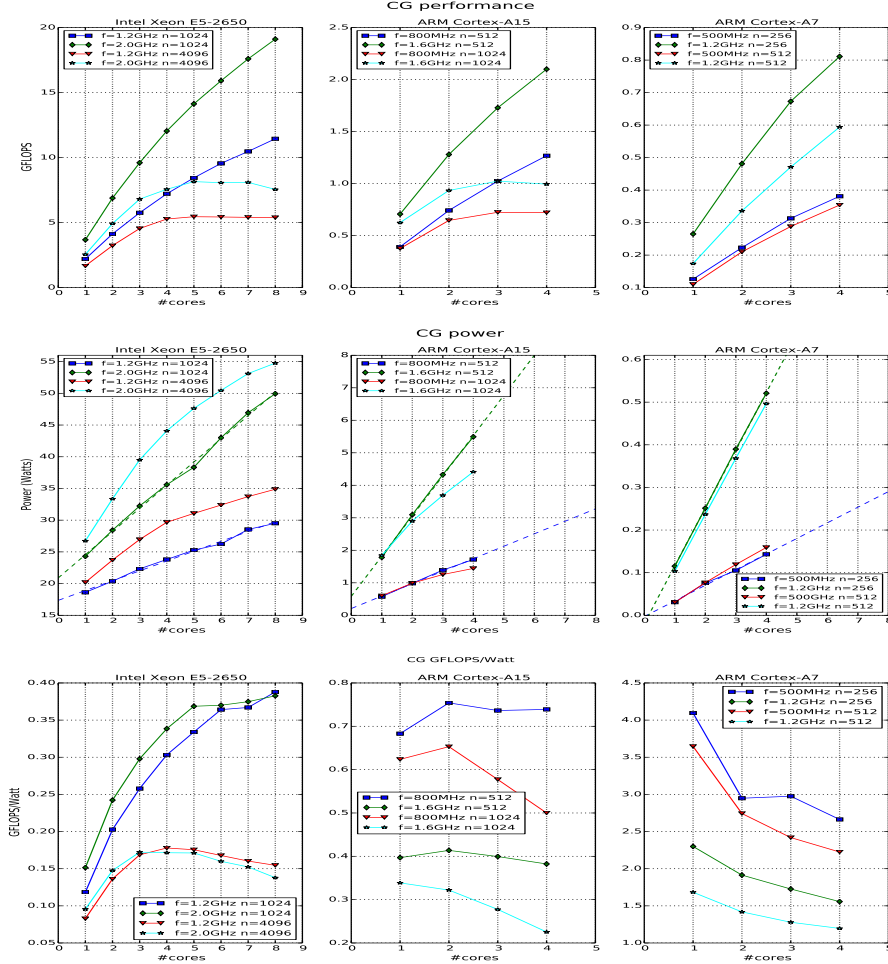 CG performance
Intel Xeon E5-2650
f=1.2GHz n=1024
f=2.0GHz n=1024
f=1.2GHz n=4096
f=2.0GHz n=4096
GFLOPS
20
15
10
5
0
0 1 2 3 4 5 6 7 8 9
#cores
ARM Cortex-A15
f=800MHz n=512
f=1.6GHz n=512
f=800MHz n=1024
f=1.6GHz n=1024
2.5
2.0
1.5
1.0
0.5
0.0
0 1 2 3 4 5
#cores
ARM Cortex-A7
f=500MHz n=256
f=1.2GHz n=256
f=500MHz n=512
f=1.2GHz n=512
0.9
0.8
0.7
0.6
0.5
0.4
0.3
0.2
0.1
0 1 2 3 4 5
#cores
CG power
Intel Xeon E5-2650
f=1.2GHz n=1024
f=2.0GHz n=1024
f=1.2GHz n=4096
f=2.0GHz n=4096
Power (Watts)
55
50
45
40
35
30
25
20
15
0 1 2 3 4 5 6 7 8 9
#cores
ARM Cortex-A15
f=800MHz n=512
f=1.6GHz n=512
f=800MHz n=1024
f=1.6GHz n=1024
8
7
6
5
4
3
2
1
0
0 1 2 3 4 5 6 7 8
#cores
ARM Cortex-A7
0.6
0.5
0.4
0.3
0.2
0.1
0.0
f=500MHz n=256
f=1.2GHz n=256
f=500GHz n=512
f=1.2GHz n=512
0 1 2 3 4 5 6 7 8
#cores
CG GFLOPS/Watt
Intel Xeon E5-2650
GFLOPS/Watt
0.40
0.35
0.30
0.25
0.20
0.15
0.10
0.05
f=1.2GHz n=1024
f=2.0GHz n=1024
f=1.2GHz n=4096
f=2.0GHz n=4096
0 1 2 3 4 5 6 7 8 9
#cores
ARM Cortex-A15
0.8
0.7
0.6
0.5
0.4
0.3
0.2
f=800MHz n=512
f=1.6GHz n=512
f=800MHz n=1024
f=1.6GHz n=1024
0 1 2 3 4 5
#cores
ARM Cortex-A7
f=500MHz n=256
f=1.2GHz n=256
f=500MHz n=512
f=1.2GHz n=512
4.5
4.0
3.5
3.0
2.5
2.0
1.5
1.0
0 1 2 3 4 5
#cores